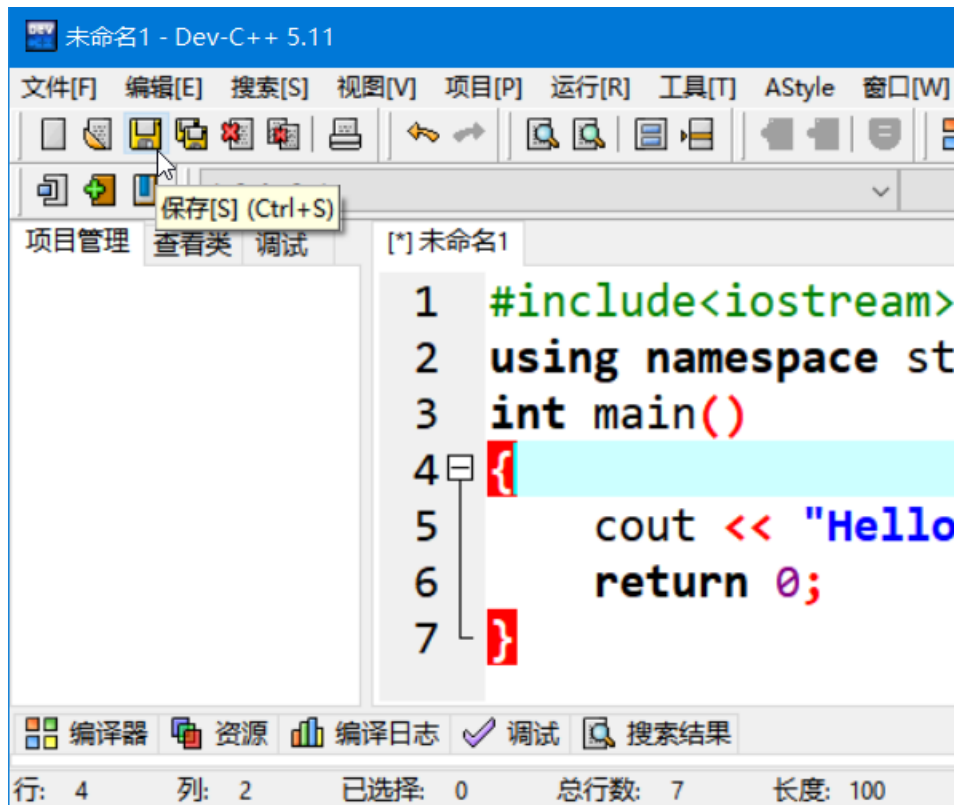 未命名1 - Dev-C++ 5.11
文件[F] 编辑[E] 搜索[S] 视图[V] 项目[P] 运行[R] 工具[T] AStyle 窗口[W]
保存[S] (Ctrl+S)
项目管理 查看类 调试 [*] 未命名1
1 #include<iostream>
2 using namespace st
3 int main()
4 {
5 cout << "Hello
6 return 0;
7 }
编译器 资源 编译日志 调试 搜索结果
行: 4 列: 2 已选择: 0 总行数: 7 长度: 100